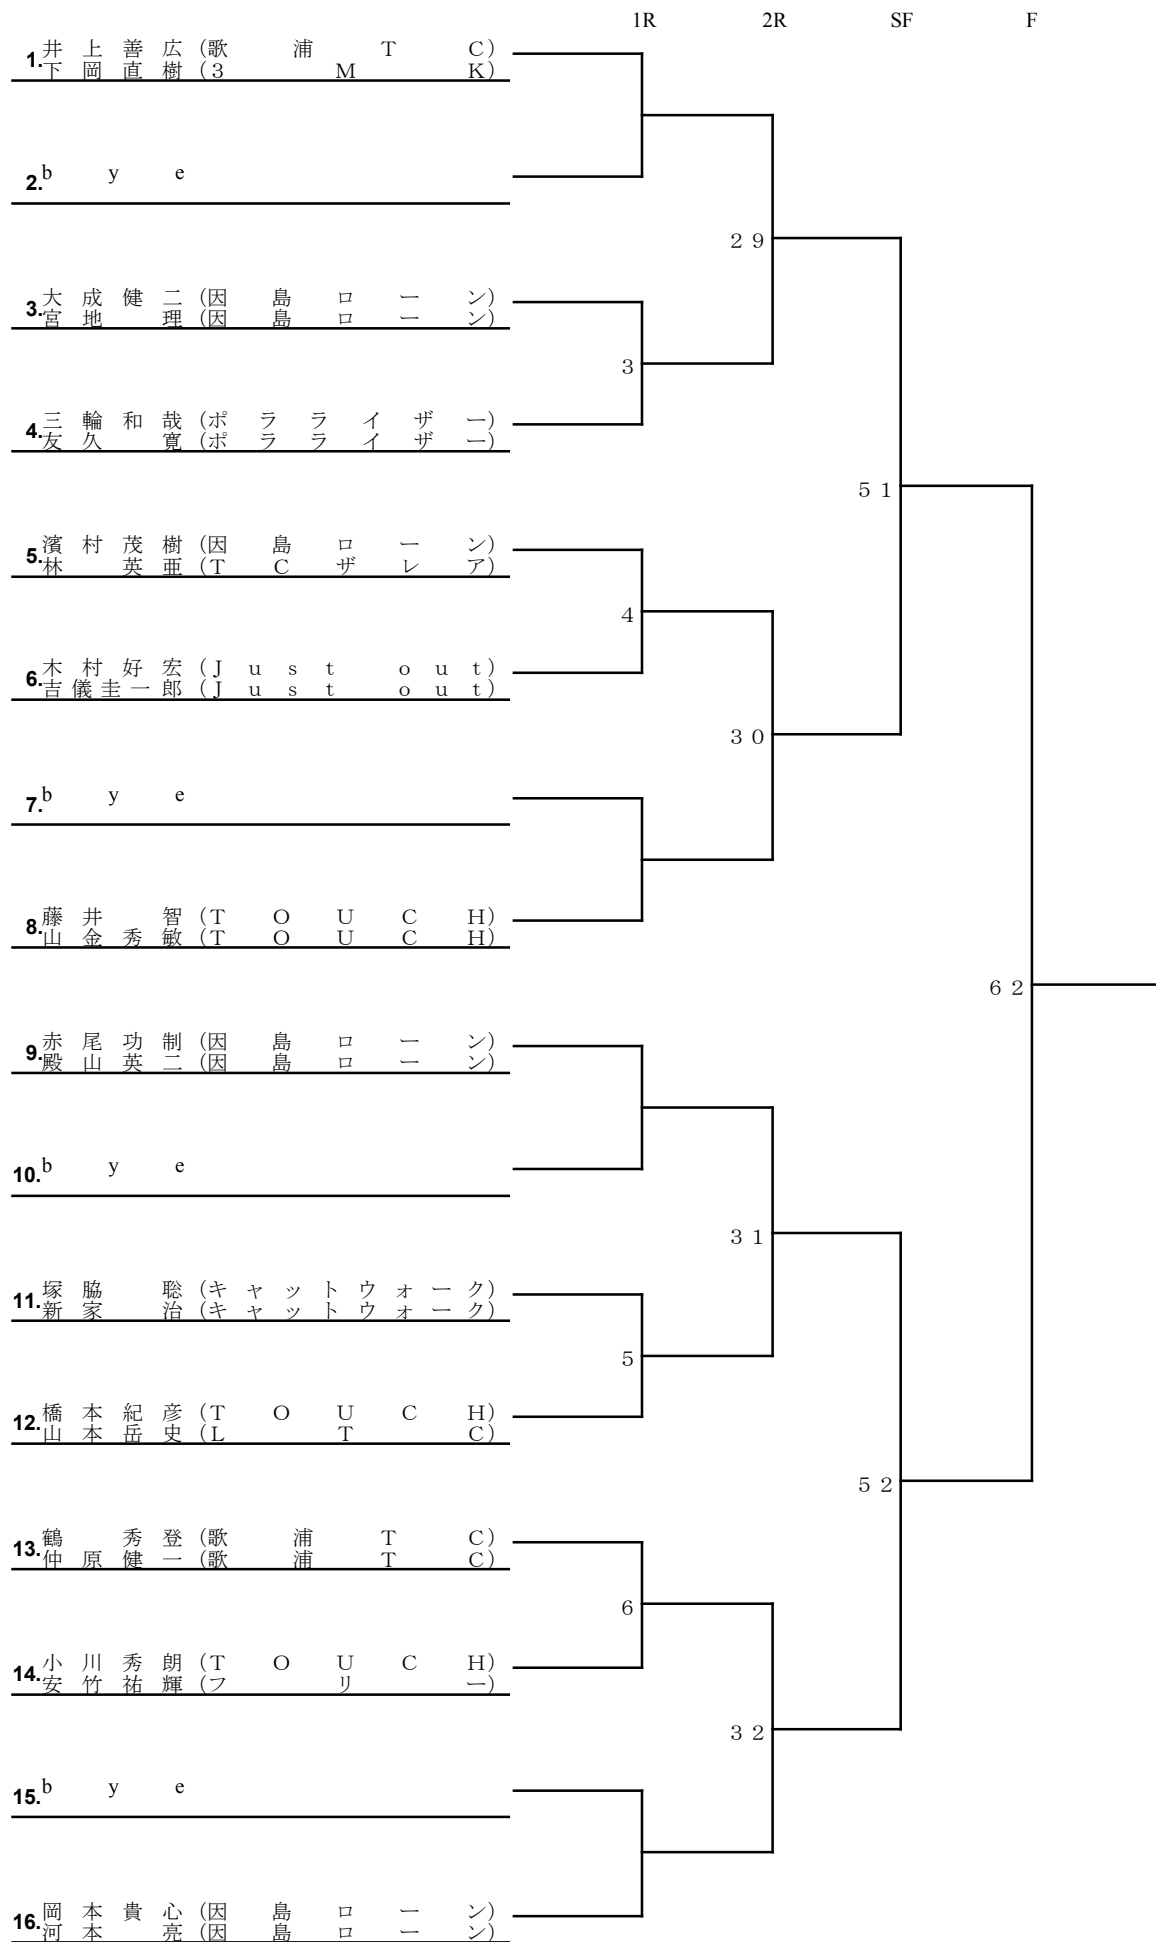 1R 2R SF F
1. 井上善広(歌浦TC)
下岡直樹(3MK)
2. bye
29
3. 大成健二(因島ローン)
宮地理(因島ローン)
3
4. 三輪和哉(ポラライザー)
友久寛(ポラライザー)
51
5. 濱村茂樹(因島ローン)
林英亜(TCザレア)
4
6. 木村好宏(Just out)
吉儀圭一郎(Just out)
30
7. bye
8. 藤井智(TOUCH)
山金秀敏(TOUCH)
62
9. 赤尾功制(因島ローン)
殿山英二(因島ローン)
10. bye
31
11. 塚脇聡(キャットウォーク)
新家治(キャットウォーク)
5
12. 橋本紀彦(TOUCH)
山本岳史(LTC)
52
13. 鶴秀登(歌浦TC)
仲原健一(歌浦TC)
6
14. 小川秀朗(TOUCH)
安竹祐輝(フリー)
32
15. bye
16. 岡本貴心(因島ローン)
河本亮(因島ローン)